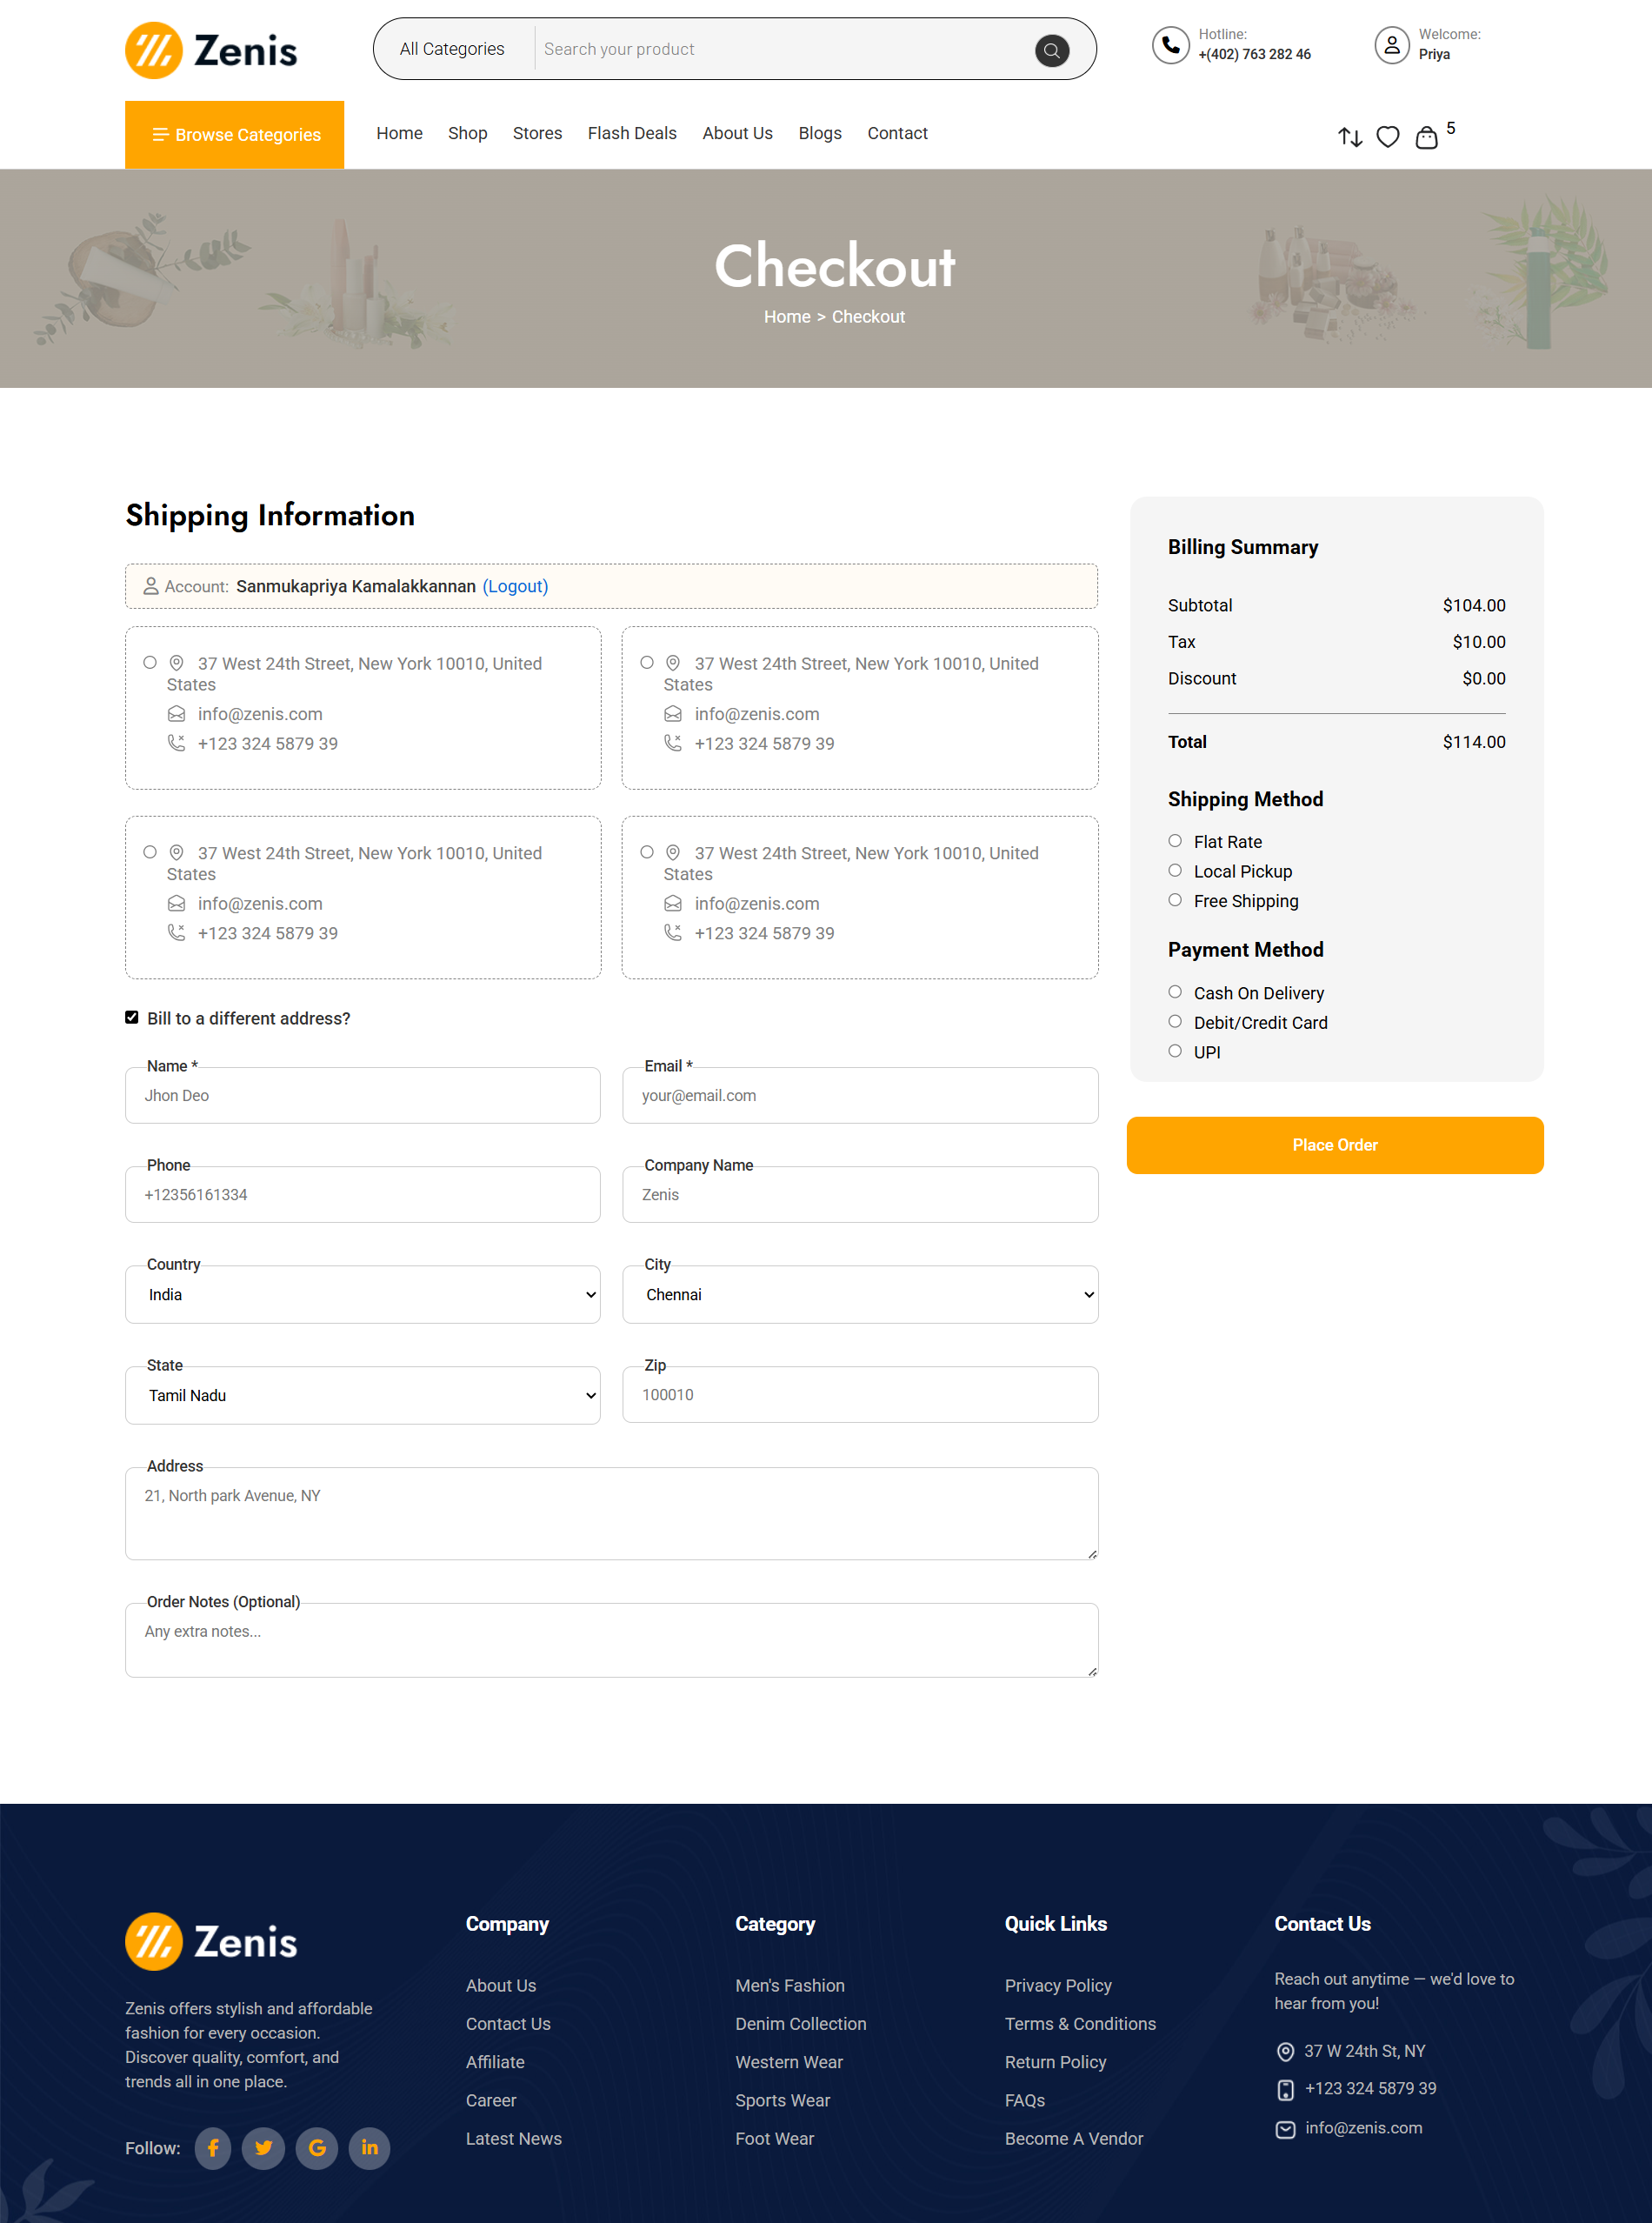 Zenis
All Categories
Search your product
Hotline:
+(402) 763 282 46
Welcome:
Priya
Browse Categories
Home
Shop
Stores
Flash Deals
About Us
Blogs
Contact
5
Checkout
Home > Checkout
Shipping Information
Account: Sanmukapriya Kamalakkannan (Logout)
37 West 24th Street, New York 10010, United
States
info@zenis.com
+123 324 5879 39
37 West 24th Street, New York 10010, United
States
info@zenis.com
+123 324 5879 39
37 West 24th Street, New York 10010, United
States
info@zenis.com
+123 324 5879 39
37 West 24th Street, New York 10010, United
States
info@zenis.com
+123 324 5879 39
Bill to a different address?
Name *
Jhon Deo
Email *
your@email.com
Phone
+12356161334
Company Name
Zenis
Country
India
City
Chennai
State
Tamil Nadu
Zip
100010
Address
21, North park Avenue, NY
Order Notes (Optional)
Any extra notes...
Billing Summary
Subtotal $104.00
Tax $10.00
Discount $0.00
Total $114.00
Shipping Method
Flat Rate
Local Pickup
Free Shipping
Payment Method
Cash On Delivery
Debit/Credit Card
UPI
Place Order
Zenis
Zenis offers stylish and affordable
fashion for every occasion.
Discover quality, comfort, and
trends all in one place.
Follow:
Company
About Us
Contact Us
Affiliate
Career
Latest News
Category
Men's Fashion
Denim Collection
Western Wear
Sports Wear
Foot Wear
Quick Links
Privacy Policy
Terms & Conditions
Return Policy
FAQs
Become A Vendor
Contact Us
Reach out anytime — we'd love to
hear from you!
37 W 24th St, NY
+123 324 5879 39
info@zenis.com